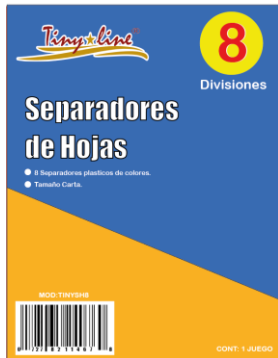 Tiny line
8
Divisiones
Separadores
de Hojas
8 Separadores plasticos de colores.
Tamaño Carta.
MOD:TINYSH8
CONT: 1 JUEGO